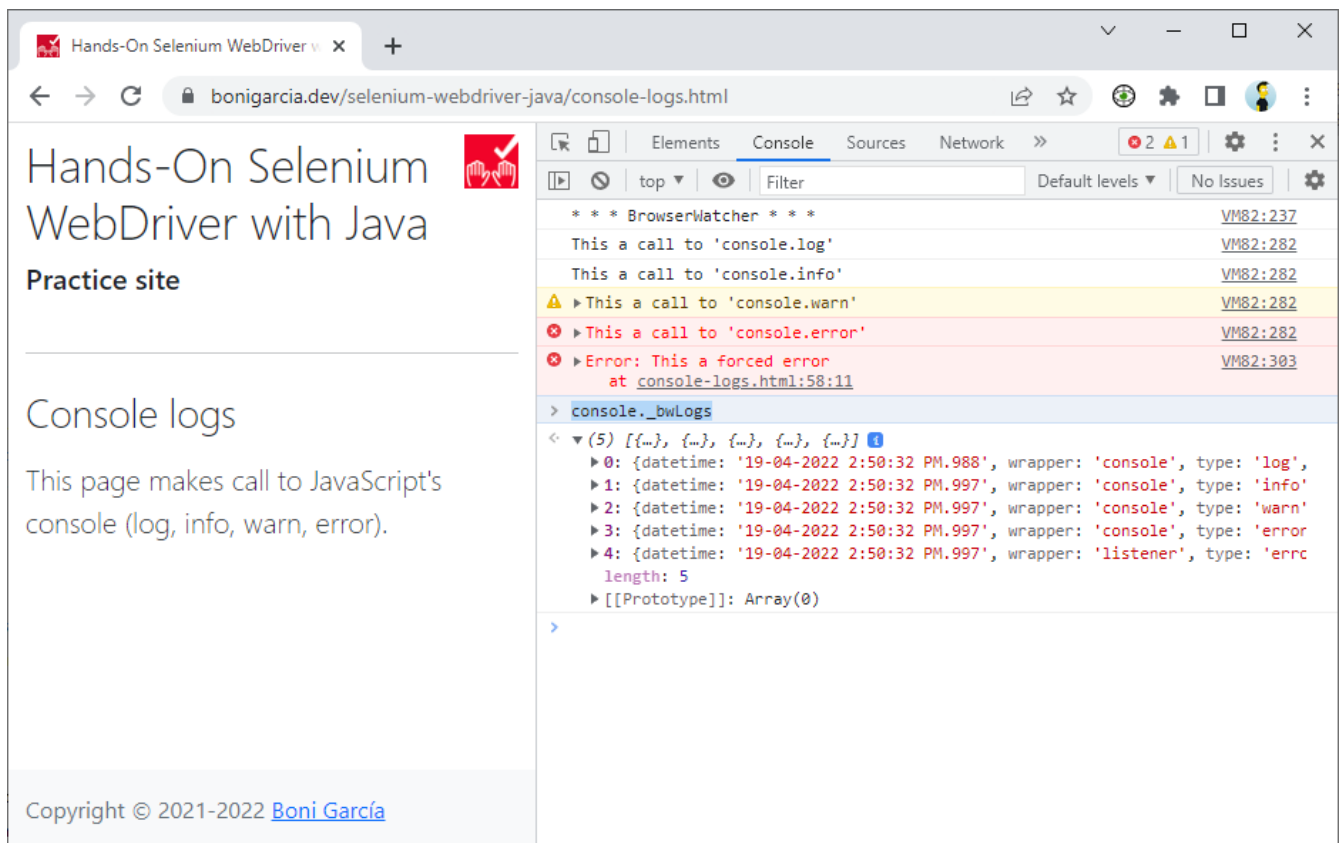 Hands-On Selenium WebDriver w
bonigarcia.dev/selenium-webdriver-java/console-logs.html
Hands-On Selenium
WebDriver with Java
Practice site
Console logs
This page makes call to JavaScript's
console (log, info, warn, error).
Copyright © 2021-2022 Boni García
Elements Console Sources Network » 2 1
top ▼ Filter Default levels ▼ No Issues
* * * BrowserWatcher * * * VM82:237
This a call to 'console.log' VM82:282
This a call to 'console.info' VM82:282
▶This a call to 'console.warn' VM82:282
▶This a call to 'console.error' VM82:282
▶Error: This a forced error VM82:303
at console-logs.html:58:11
> console._bwLogs
▼(5) [{…}, {…}, {…}, {…}, {…}] i
▶0: {datetime: '19-04-2022 2:50:32 PM.988', wrapper: 'console', type: 'log',
▶1: {datetime: '19-04-2022 2:50:32 PM.997', wrapper: 'console', type: 'info'
▶2: {datetime: '19-04-2022 2:50:32 PM.997', wrapper: 'console', type: 'warn'
▶3: {datetime: '19-04-2022 2:50:32 PM.997', wrapper: 'console', type: 'error
▶4: {datetime: '19-04-2022 2:50:32 PM.997', wrapper: 'listener', type: 'errc
length: 5
▶[[Prototype]]: Array(0)
>